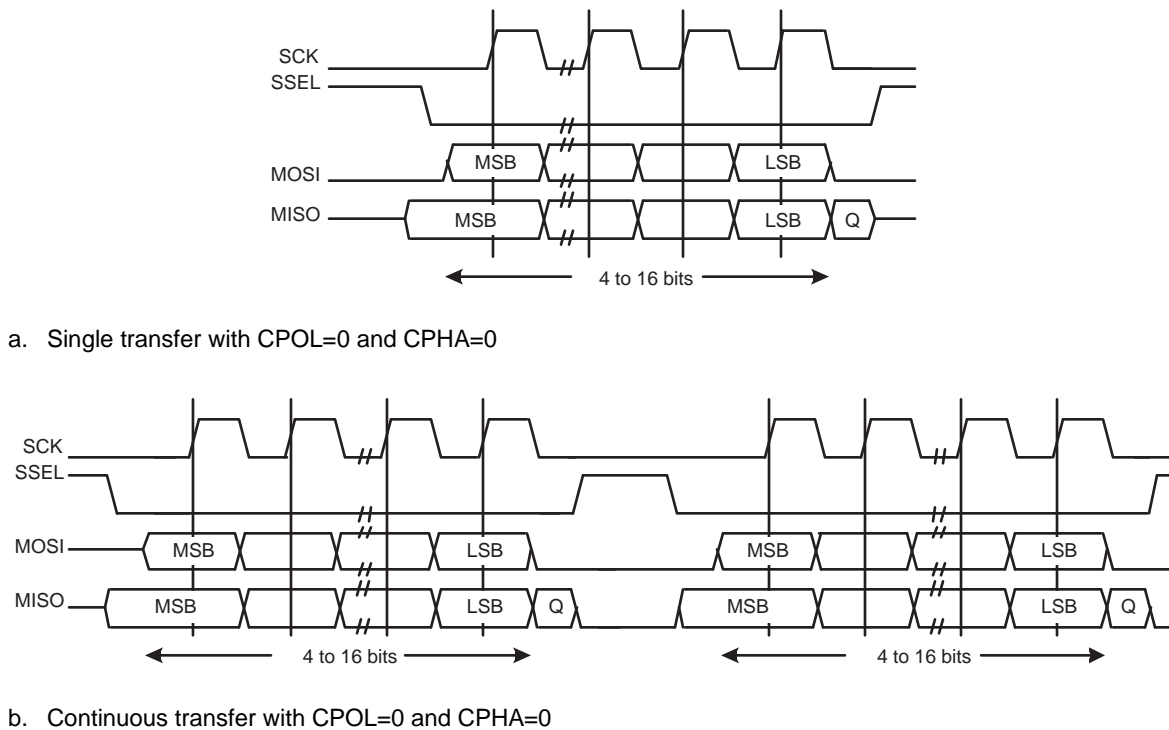 SCK
SSEL
MOSI MSB LSB
MISO MSB LSB Q
4 to 16 bits
a. Single transfer with CPOL=0 and CPHA=0
SCK
SSEL
MOSI MSB LSB MSB LSB
MISO MSB LSB Q MSB LSB Q
4 to 16 bits 4 to 16 bits
b. Continuous transfer with CPOL=0 and CPHA=0